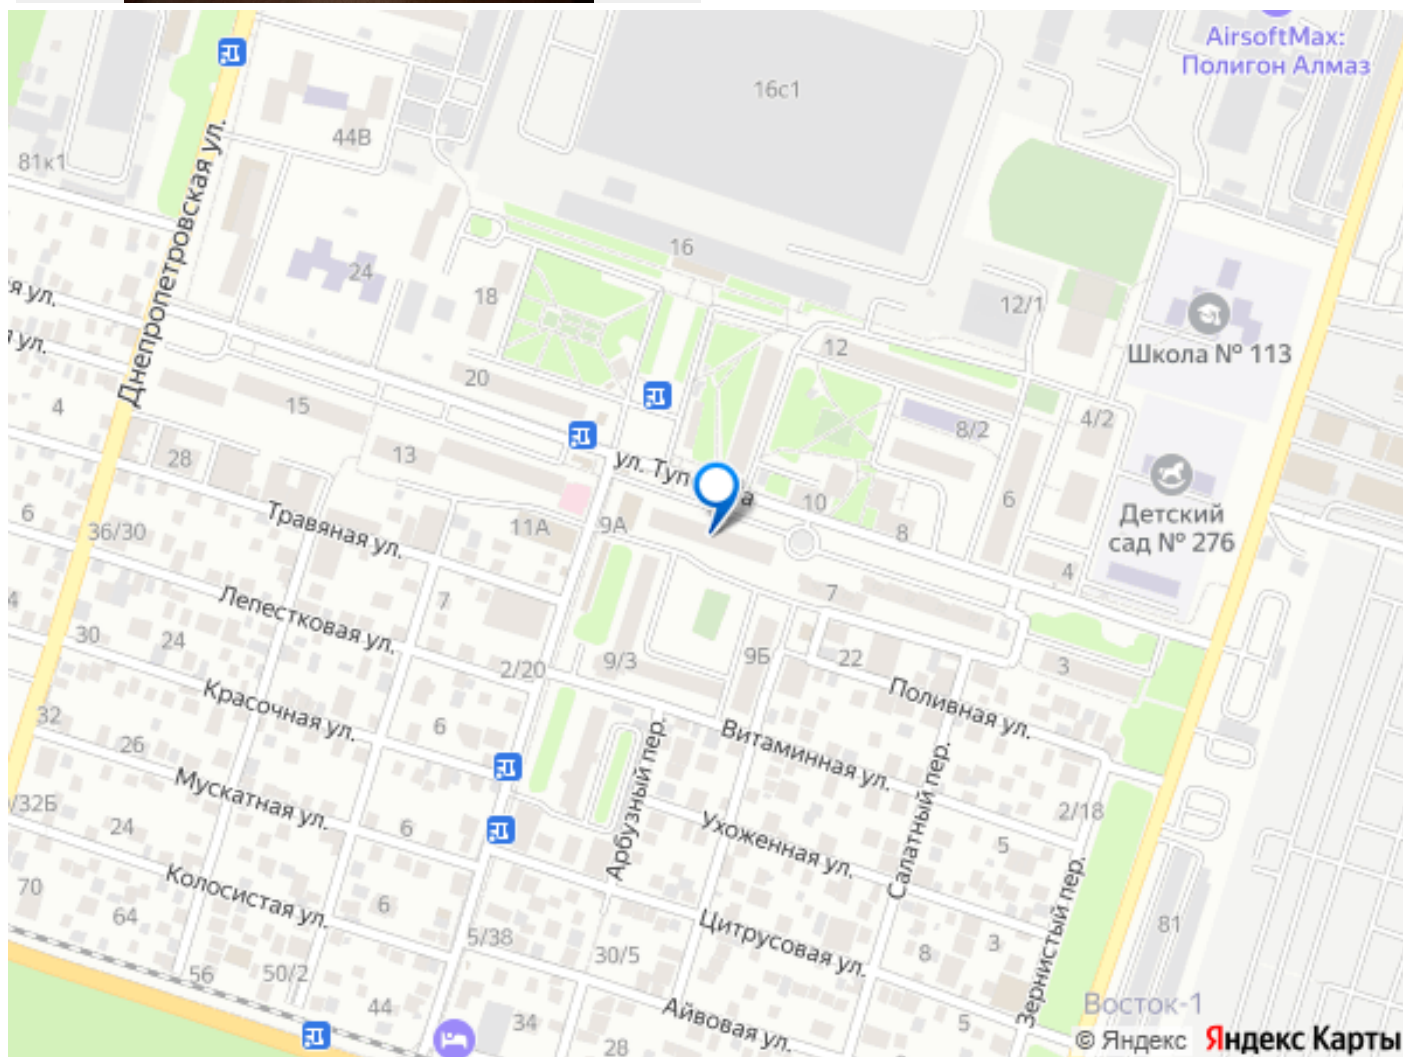 AirsoftMax:
Полигон Алмаз
16с1
44В
81к1
Днепропетровская ул.
16
24
18
12/1
Школа № 113
12
20
15
4
8/2
4/2
ул. Туп
а
13
28
10
6
Детский
сад № 276
6
36/30
Травяная ул.
11А
9А
8
4
7
7
Лепестковая ул.
30
24
2/20
9/3
9Б
22
3
Поливная ул.
Красочная ул.
32
26
6
Витаминная ул.
Мускатная ул.
/32Б
24
6
Арбузный пер.
Ухоженная ул.
Салатный пер.
5
2/18
Зернистый пер.
70
64
Колосистая ул.
6
5/38
30/5
Цитрусовая ул.
8
3
81
56
50/2
44
34
28
Айвовая ул.
5
Восток-1
© Яндекс Яндекс Карты